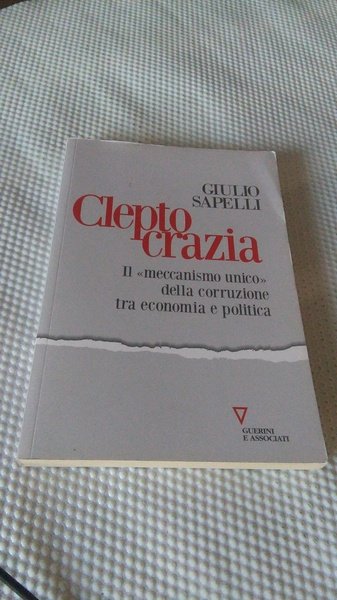 GIULIO
SAPELLI
Clepto
crazia
Il «meccanismo unico»
della corruzione
tra economia e politica
GUERINI
E ASSOCIATI